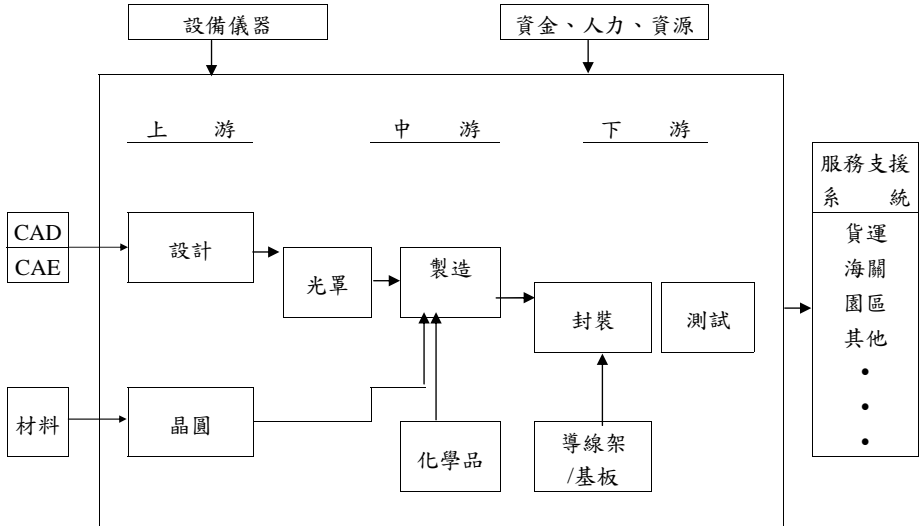 設備儀器
資金、人力、資源
上 游
中 游
下 游
服務支援
系 統
貨運
海關
園區
其他
•
•
•
CAD
CAE
設計
光罩
製造
封裝
測試
材料
晶圓
化學品
導線架
/基板